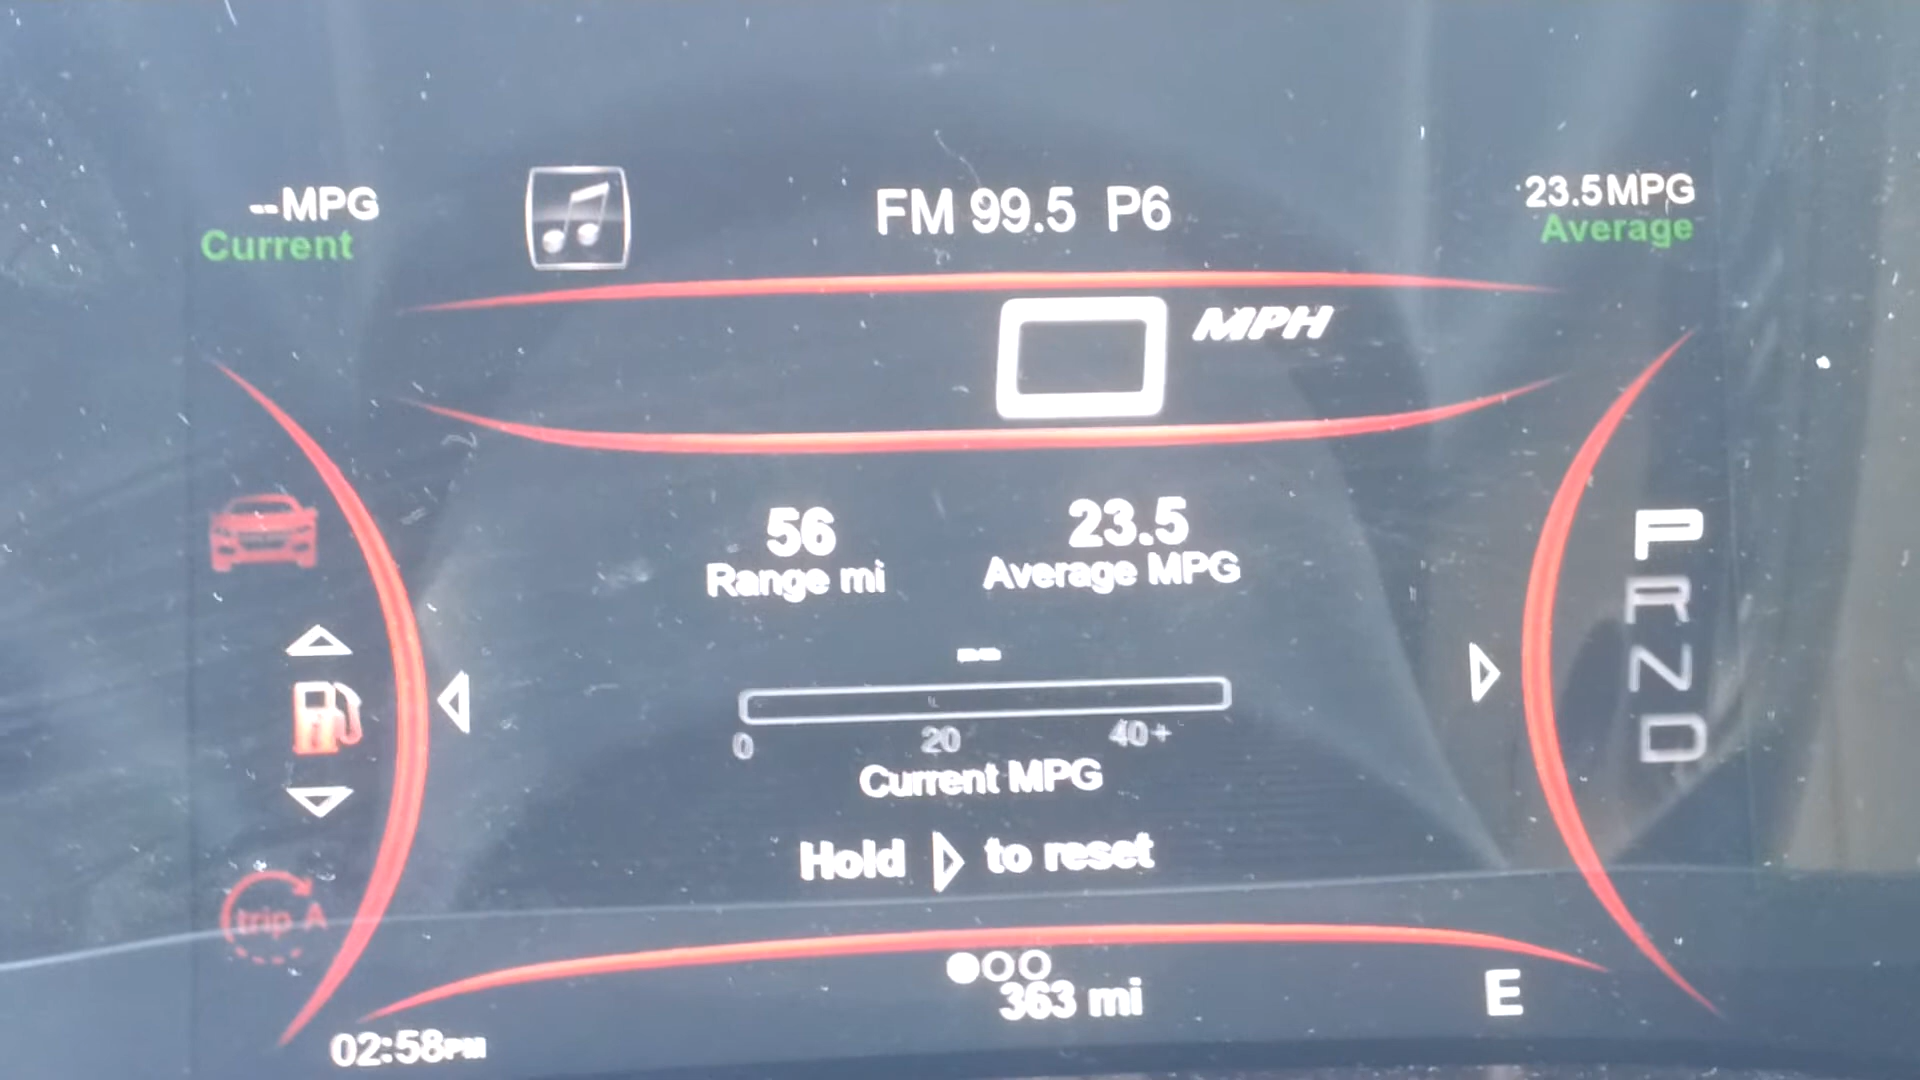 --MPG
Current
FM 99.5 P6
23.5MPG
Average
0 MPH
56
Range mi
23.5
Average MPG
--
0 20 40+
Current MPG
Hold ▷ to reset
P
R
N
D
trip A
363 mi
E
02:58PM